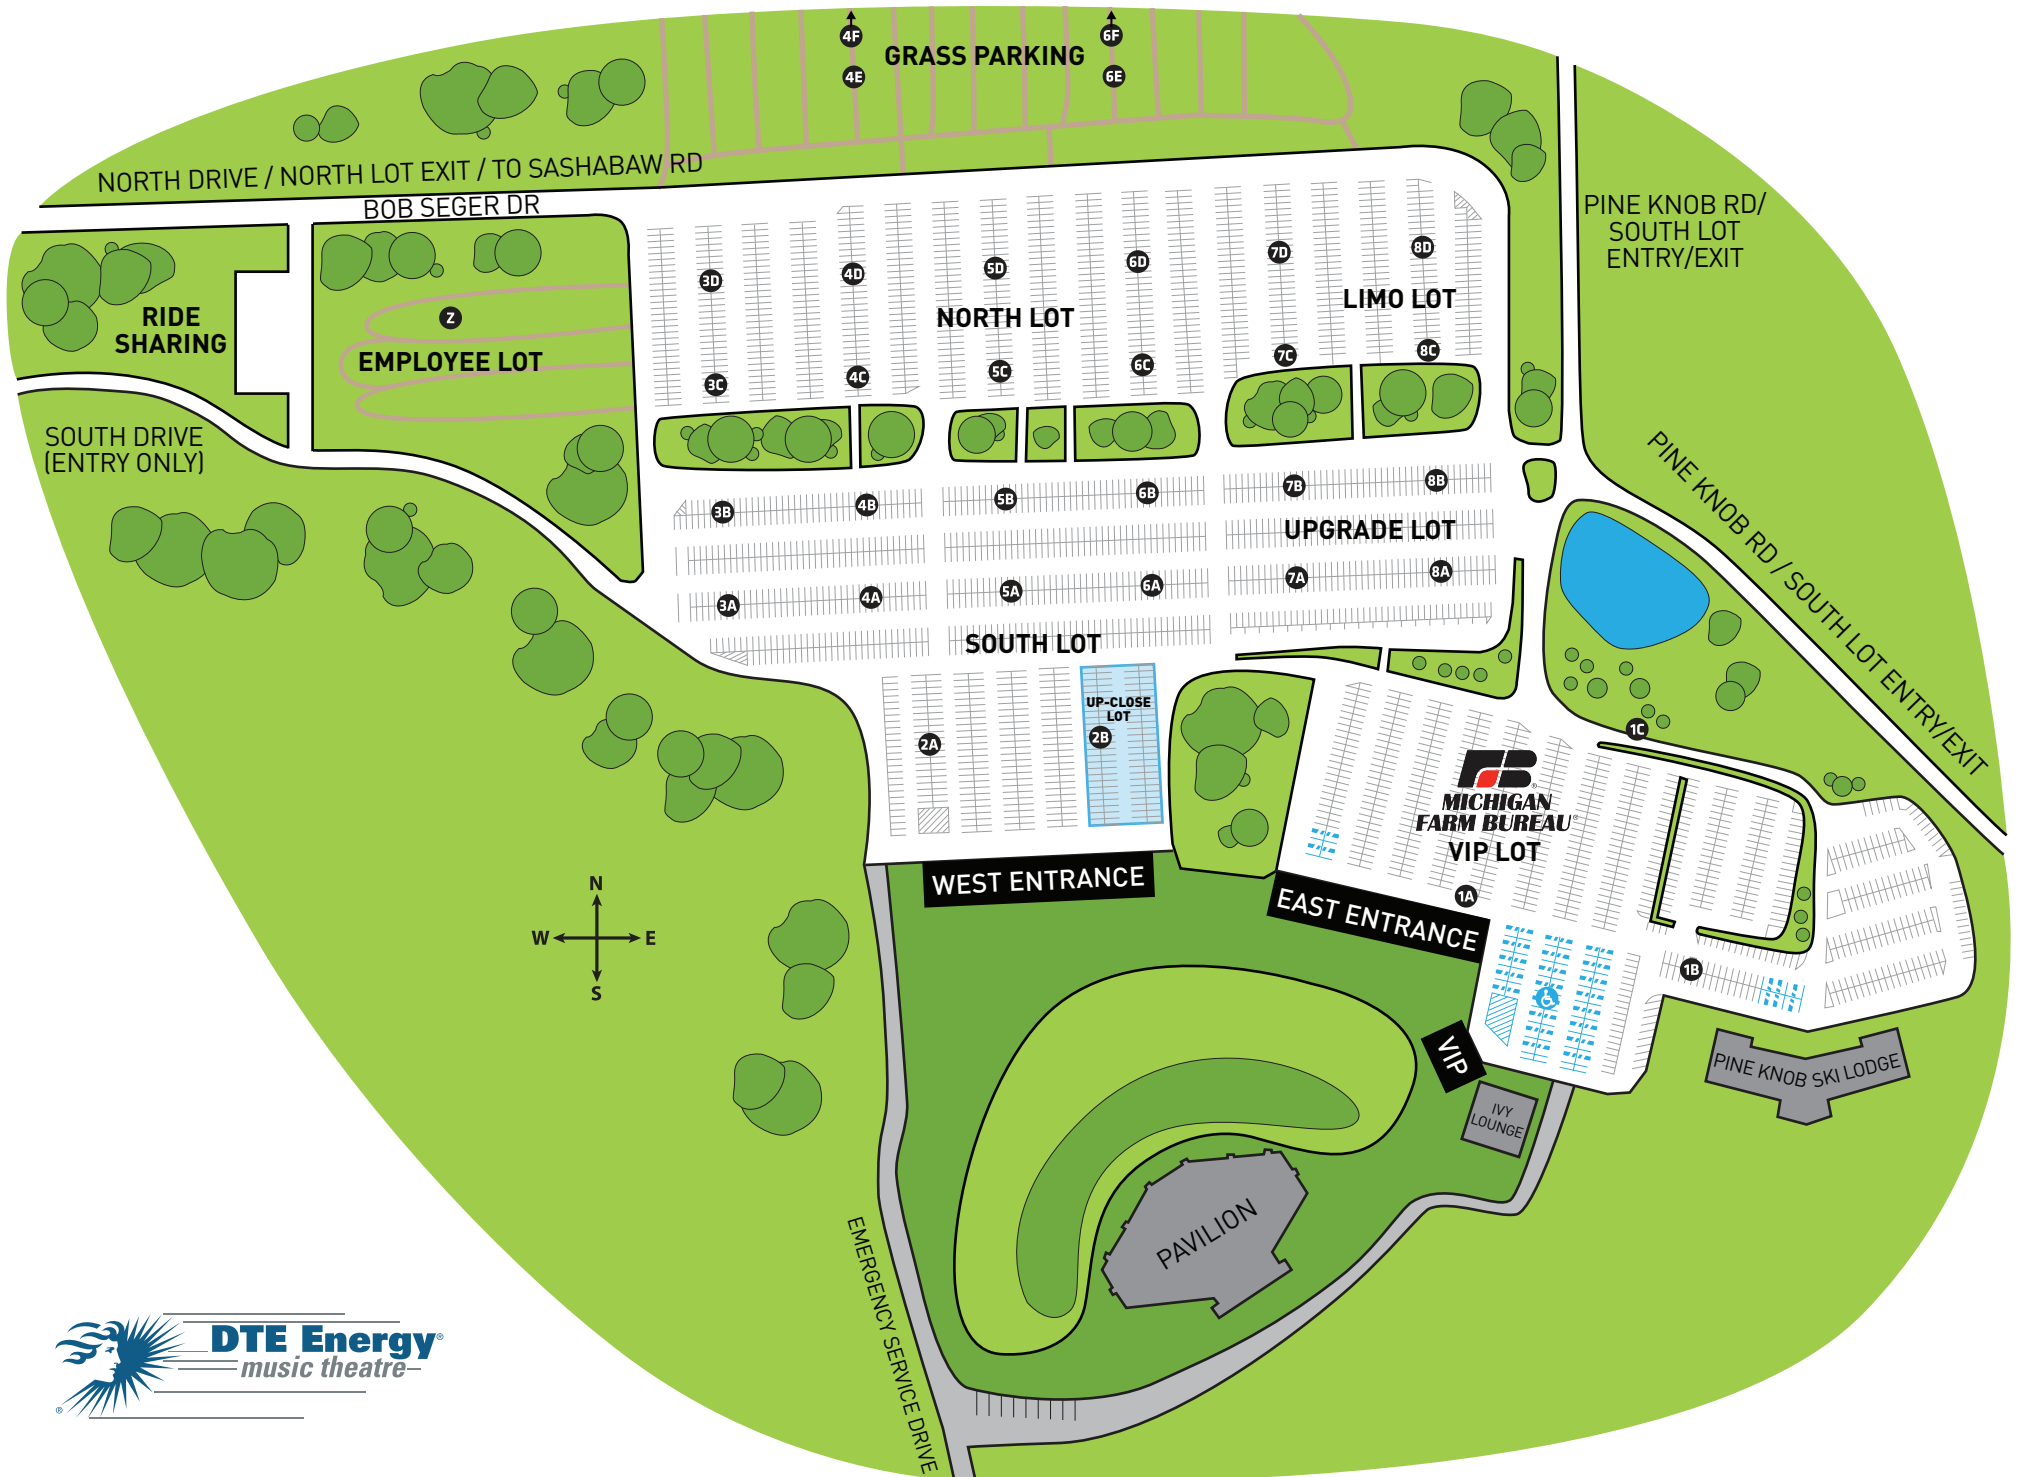 4F
6F
GRASS PARKING
4E
6E
NORTH DRIVE / NORTH LOT EXIT / TO SASHABAW RD
BOB SEGER DR
PINE KNOB RD/
SOUTH LOT
ENTRY/EXIT
3D
4D
5D
6D
7D
8D
RIDE
SHARING
Z
EMPLOYEE LOT
NORTH LOT
LIMO LOT
3C
4C
5C
6C
7C
8C
SOUTH DRIVE
(ENTRY ONLY)
PINE KNOB RD / SOUTH LOT ENTRY/EXIT
3B
4B
5B
6B
7B
8B
UPGRADE LOT
3A
4A
5A
6A
7A
8A
SOUTH LOT
UP-CLOSE
LOT
2A
2B
1C
MICHIGAN
FARM BUREAU®
VIP LOT
WEST ENTRANCE
EAST ENTRANCE
1A
1B
N
W E
S
VIP
IVY
LOUNGE
PINE KNOB SKI LODGE
PAVILION
EMERGENCY SERVICE DRIVE
DTE Energy®
music theatre
®